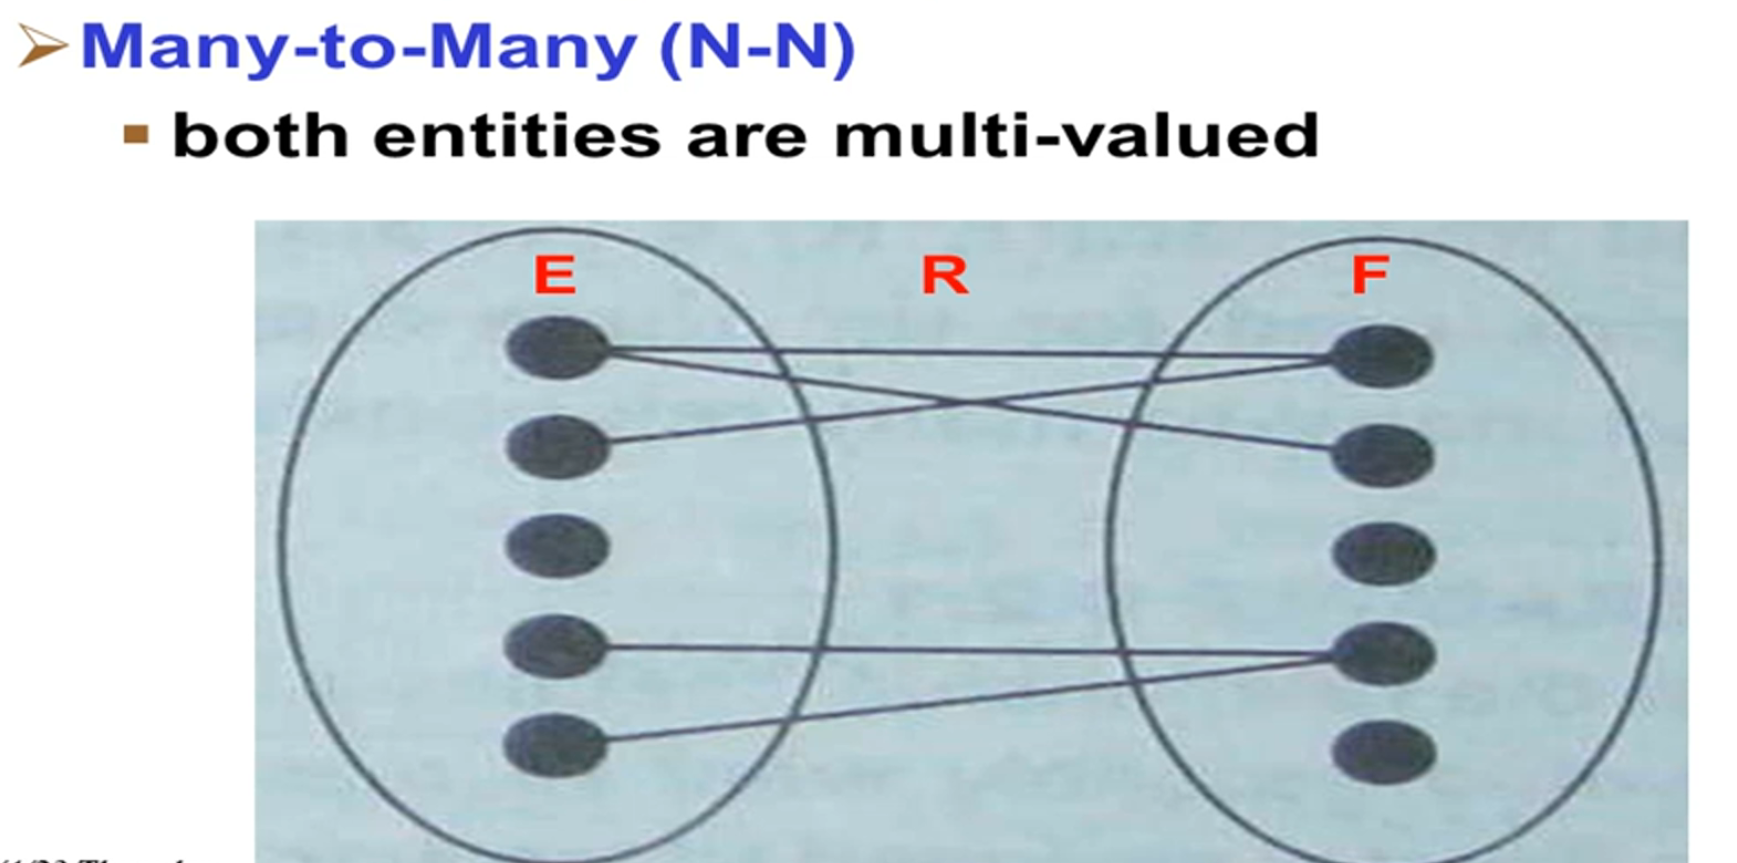 Many-to-Many (N-N)
both entities are multi-valued
E R F